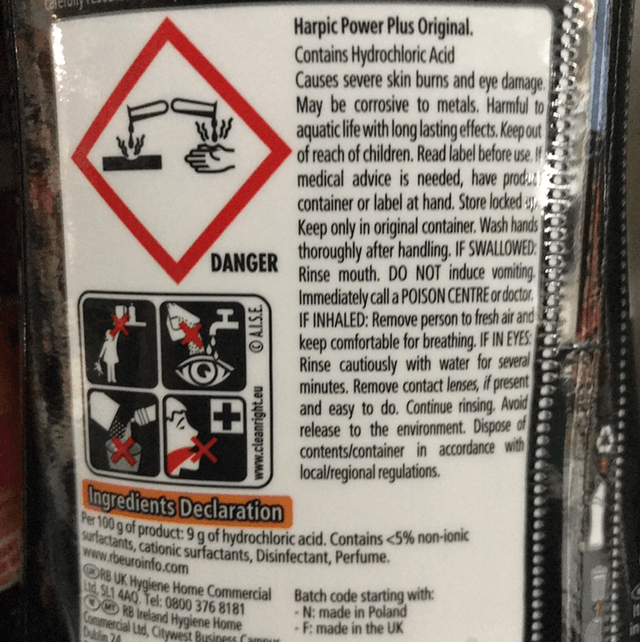 Harpic Power Plus Original.
Contains Hydrochloric Acid
Causes severe skin burns and eye damage.
May be corrosive to metals. Harmful to
aquatic life with long lasting effects. Keep out
of reach of children. Read label before use. If
medical advice is needed, have product
container or label at hand. Store locked up.
Keep only in original container. Wash hands
thoroughly after handling. IF SWALLOWED:
Rinse mouth. DO NOT induce vomiting.
Immediately call a POISON CENTRE or doctor.
IF INHALED: Remove person to fresh air and
keep comfortable for breathing. IF IN EYES:
Rinse cautiously with water for several
minutes. Remove contact lenses, if present
and easy to do. Continue rinsing. Avoid
release to the environment. Dispose of
contents/container in accordance with
local/regional regulations.
DANGER
www.cleanright.eu © A.I.S.E.
Ingredients Declaration
Per 100 g of product: 9 g of hydrochloric acid. Contains <5% non-ionic
surfactants, cationic surfactants, Disinfectant, Perfume.
www.rbeuroinfo.com
RB UK Hygiene Home Commercial
Ltd, SL1 4AQ. Tel: 0800 376 8181
RB Ireland Hygiene Home
Commercial Ltd, Citywest Business Campus
Dublin 24
Batch code starting with:
- N: made in Poland
- F: made in the UK